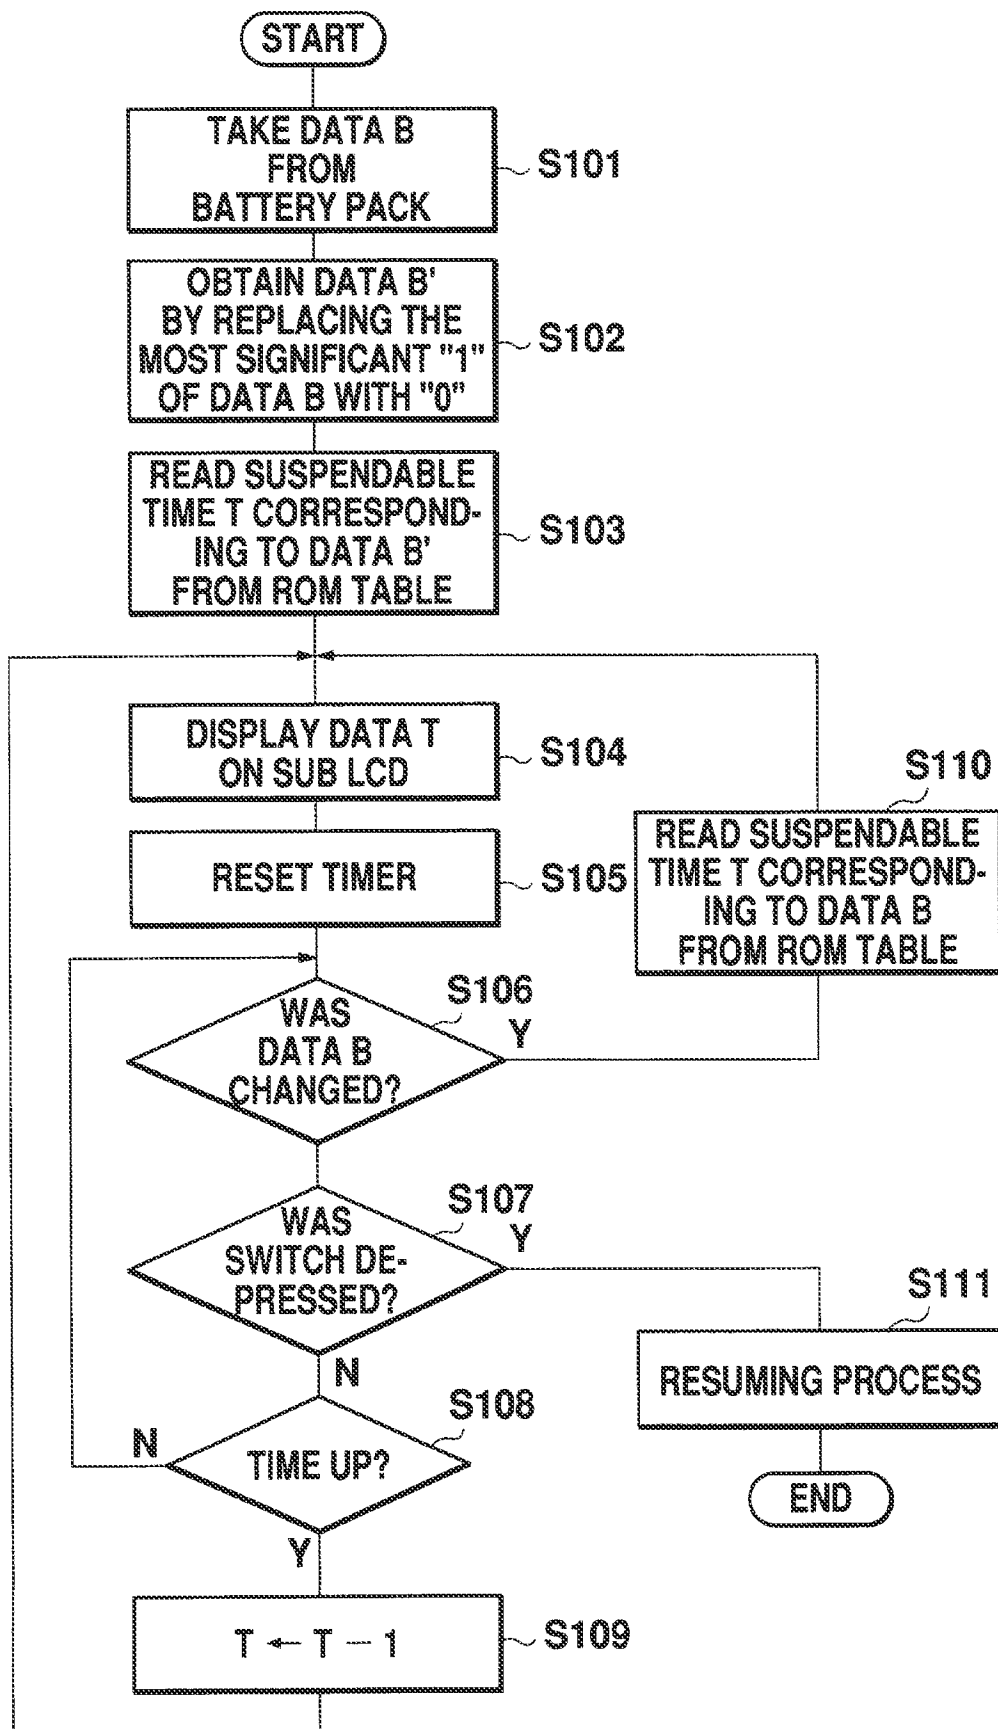 START
TAKE DATA B
FROM
BATTERY PACK
S101
OBTAIN DATA B'
BY REPLACING THE
MOST SIGNIFICANT "1"
OF DATA B WITH "0"
S102
READ SUSPENDABLE
TIME T CORRESPOND-
ING TO DATA B'
FROM ROM TABLE
S103
DISPLAY DATA T
ON SUB LCD
S104
S110
READ SUSPENDABLE
TIME T CORRESPOND-
ING TO DATA B
FROM ROM TABLE
RESET TIMER
S105
S106
WAS
DATA B
CHANGED?
Y
S107
WAS
SWITCH DE-
PRESSED?
Y
N
S111
RESUMING PROCESS
END
S108
TIME UP?
N
Y
T ← T — 1
S109